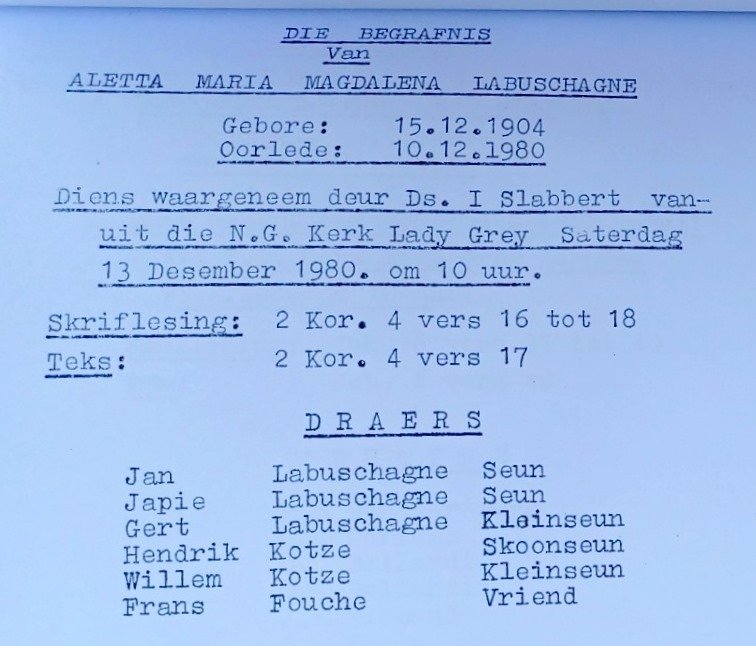 DIE BEGRAFNIS
Van
ALETTA MARIA MAGDALENA LABUSCHAGNE
Gebore: 15.12.1904
Oorlede: 10.12.1980
Diens waargeneem deur Ds. I Slabbert van-
uit die N.G. Kerk Lady Grey Saterdag
13 Desember 1980. om 10 uur.
Skriflesing: 2 Kor. 4 vers 16 tot 18
Teks: 2 Kor. 4 vers 17
D R A E R S
Jan Labuschagne Seun
Japie Labuschagne Seun
Gert Labuschagne Kleinseun
Hendrik Kotze Skoonseun
Willem Kotze Kleinseun
Frans Fouche Vriend